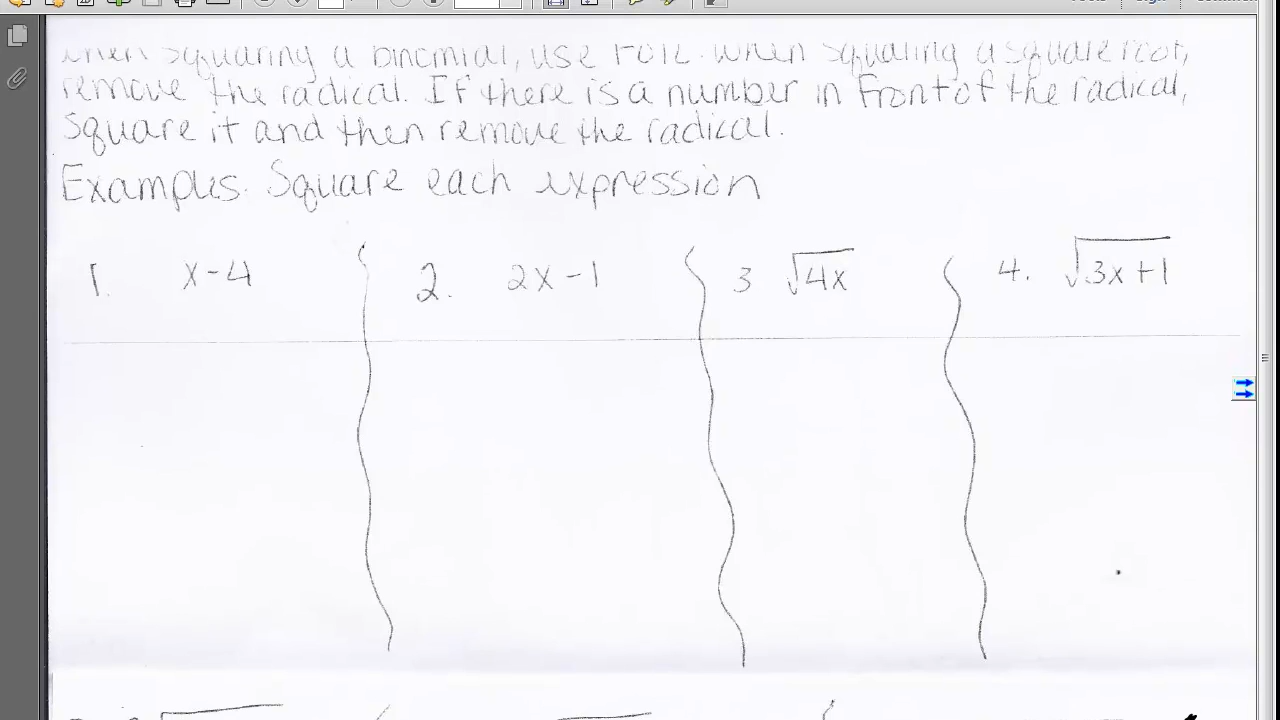 when squaring a binomial, use FOIL. When squaring a square root,
remove the radical. If there is a number in front of the radical,
square it and then remove the radical.
Examples. Square each expression
1. x-4 2. 2x-1 3 √4x 4. √3x+1